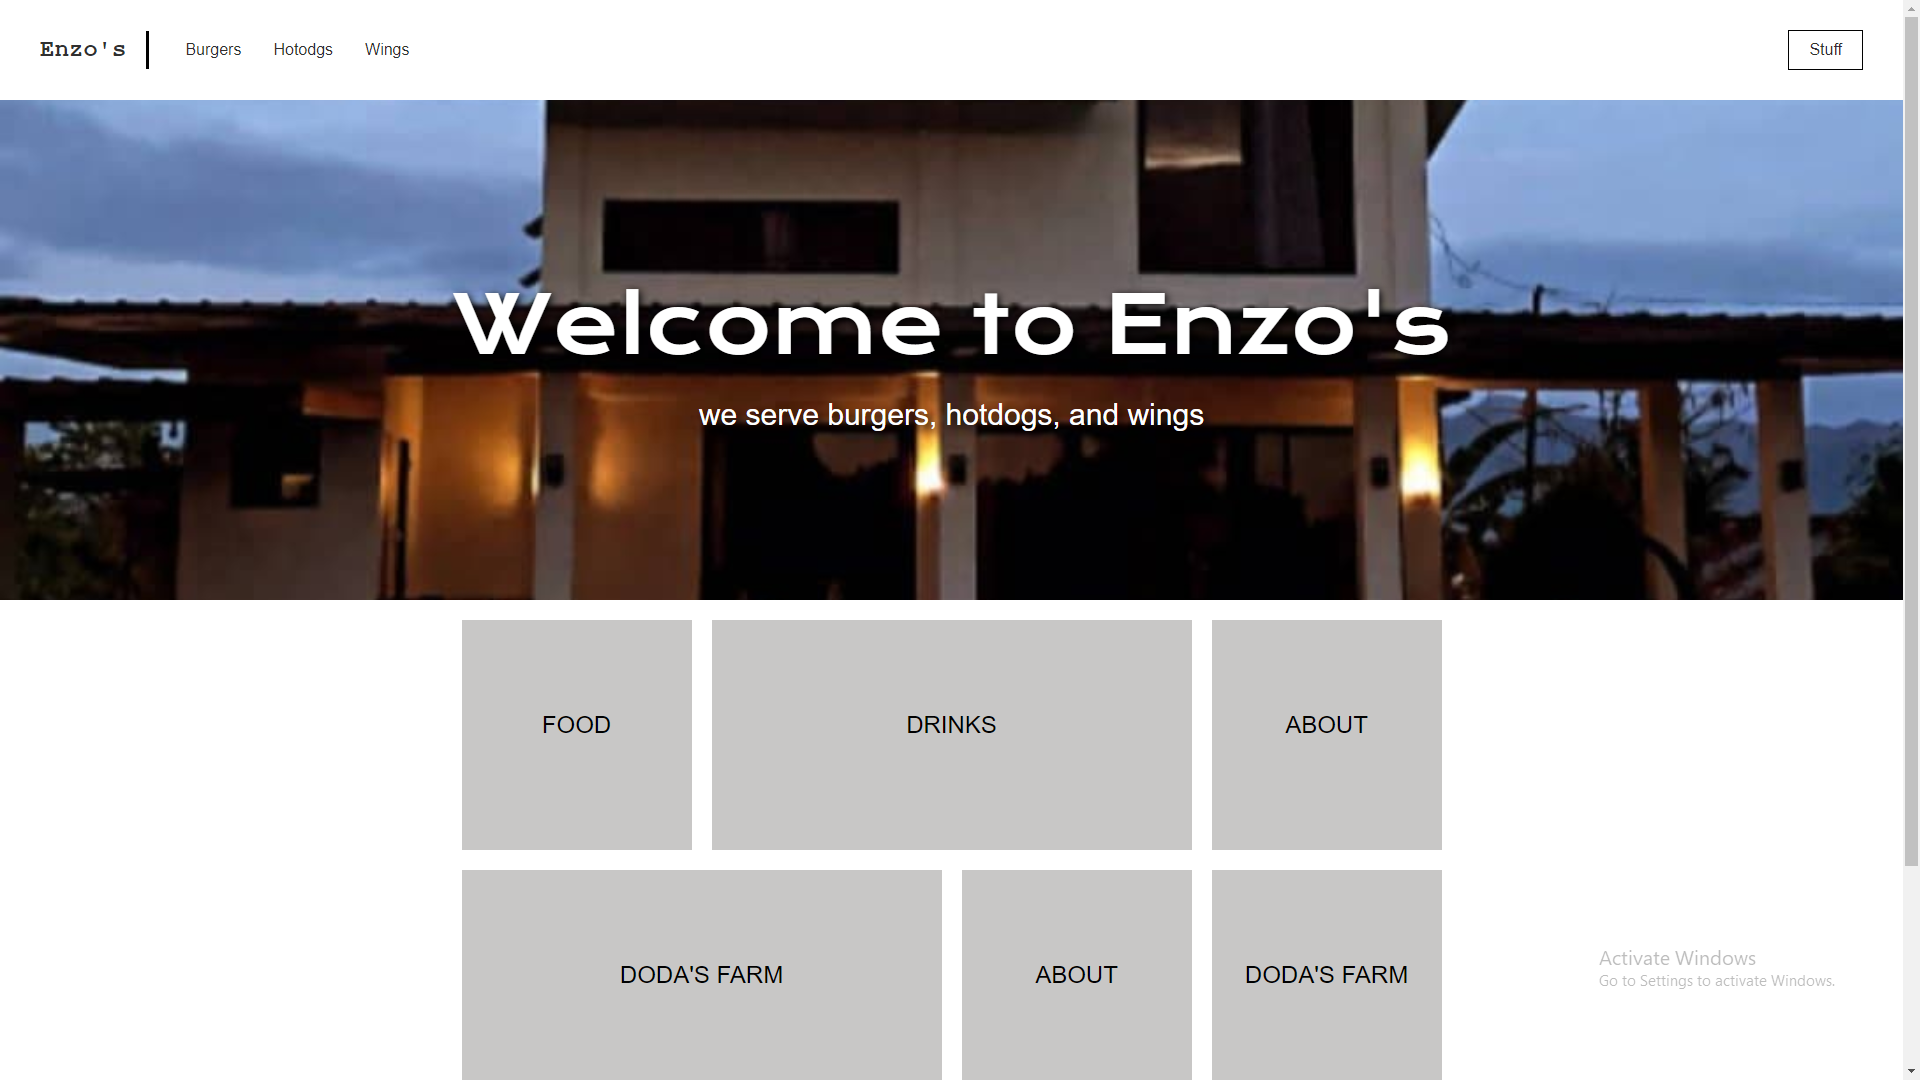 Enzo's
Burgers
Hotodgs
Wings
Stuff
Welcome to Enzo's
we serve burgers, hotdogs, and wings
FOOD
DRINKS
ABOUT
DODA'S FARM
ABOUT
DODA'S FARM
Activate Windows
Go to Settings to activate Windows.